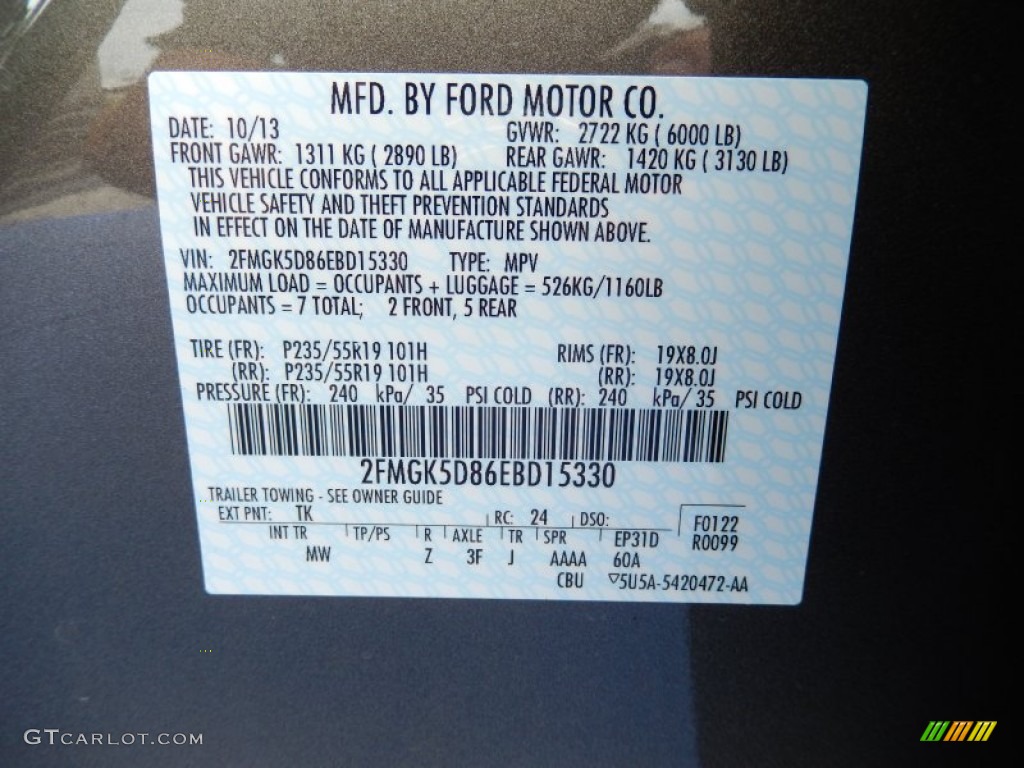 MFD. BY FORD MOTOR CO.
DATE: 10/13 GVWR: 2722 KG ( 6000 LB)
FRONT GAWR: 1311 KG ( 2890 LB) REAR GAWR: 1420 KG ( 3130 LB)
THIS VEHICLE CONFORMS TO ALL APPLICABLE FEDERAL MOTOR
VEHICLE SAFETY AND THEFT PREVENTION STANDARDS
IN EFFECT ON THE DATE OF MANUFACTURE SHOWN ABOVE.
VIN: 2FMGK5D86EBD15330 TYPE: MPV
MAXIMUM LOAD = OCCUPANTS + LUGGAGE = 526KG/1160LB
OCCUPANTS = 7 TOTAL; 2 FRONT, 5 REAR
TIRE (FR): P235/55R19 101H RIMS (FR): 19X8.0J
(RR): P235/55R19 101H (RR): 19X8.0J
PRESSURE (FR): 240 kPa/ 35 PSI COLD (RR): 240 kPa/ 35 PSI COLD
2FMGK5D86EBD15330
TRAILER TOWING - SEE OWNER GUIDE
EXT PNT: TK RC: 24 DSO: F0122
INT TR TP/PS R AXLE TR SPR EP31D R0099
MW Z 3F J AAAA 60A
CBU ▽5U5A-5420472-AA
GTCARLOT.COM